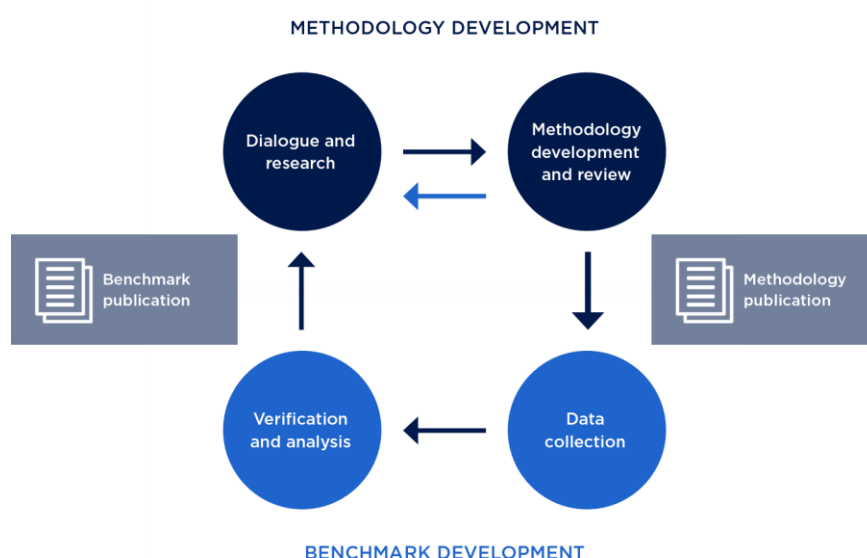 METHODOLOGY DEVELOPMENT
Dialogue and
research
Methodology
development
and review
Benchmark
publication
Methodology
publication
Verification
and analysis
Data
collection
BENCHMARK DEVELOPMENT